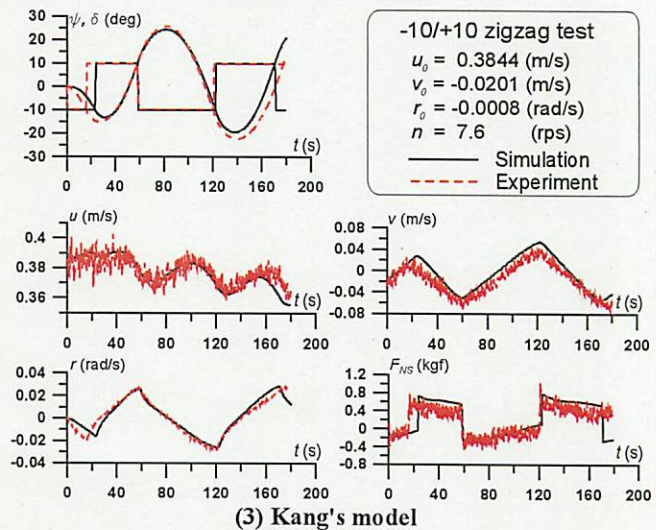 ψ, δ (deg)
30
20
10
0
-10
-20
-30
t (s)
0 40 80 120 160 200
-10/+10 zigzag test
u₀ = 0.3844 (m/s)
v₀ = -0.0201 (m/s)
r₀ = -0.0008 (rad/s)
n = 7.6 (rps)
Simulation
Experiment
u (m/s)
0.4
0.38
0.36
t (s)
0 40 80 120 160 200
v (m/s)
0.08
0.04
0.00
-0.04
-0.08
t (s)
0 40 80 120 160 200
r (rad/s)
0.04
0.02
0
-0.02
-0.04
t (s)
0 40 80 120 160 200
F_NS (kgf)
1.2
0.8
0.4
0.0
-0.4
-0.8
t (s)
0 40 80 120 160 200
(3) Kang's model